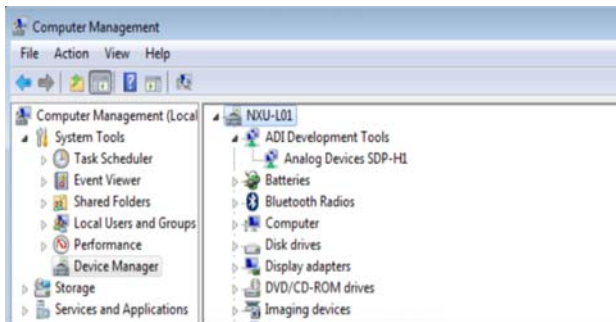 Computer Management
File Action View Help
Computer Management (Local
System Tools
Task Scheduler
Event Viewer
Shared Folders
Local Users and Groups
Performance
Device Manager
Storage
Services and Applications
NXU-L01
ADI Development Tools
Analog Devices SDP-H1
Batteries
Bluetooth Radios
Computer
Disk drives
Display adapters
DVD/CD-ROM drives
Imaging devices